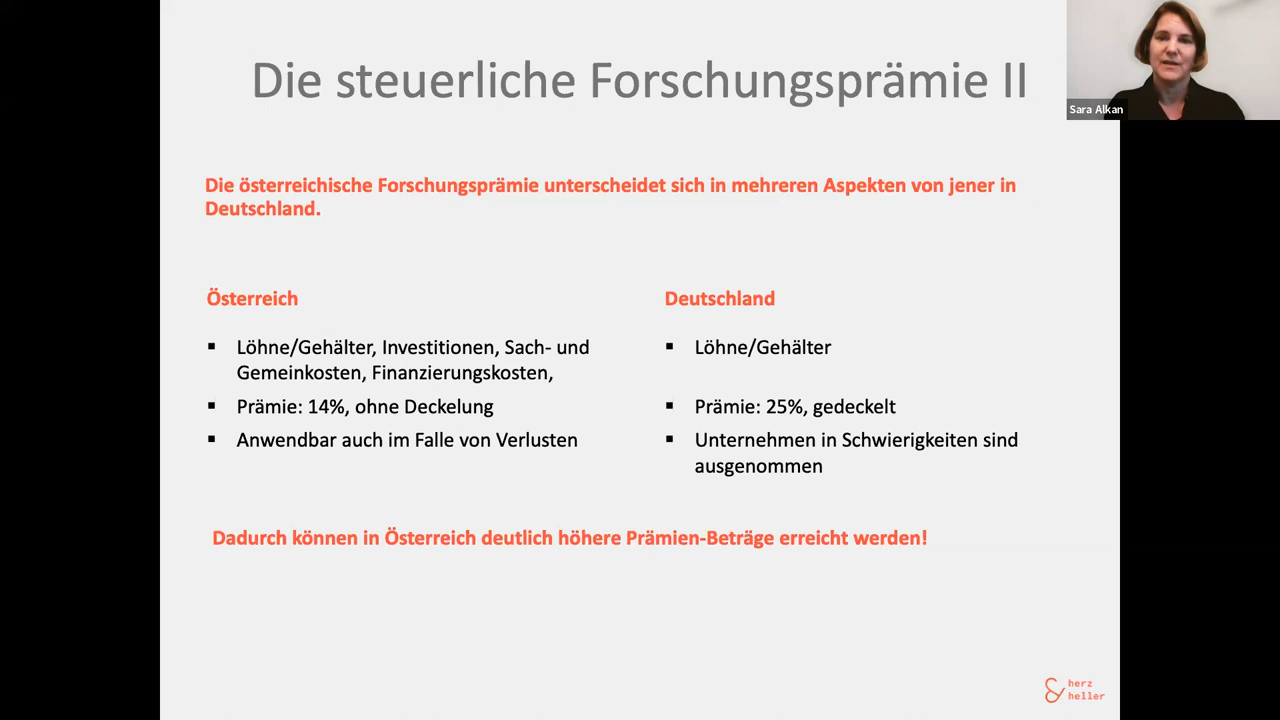 Die steuerliche Forschungsprämie II
Sara Alkan
Die österreichische Forschungsprämie unterscheidet sich in mehreren Aspekten von jener in
Deutschland.
Österreich
▪ Löhne/Gehälter, Investitionen, Sach- und
Gemeinkosten, Finanzierungskosten,
▪ Prämie: 14%, ohne Deckelung
▪ Anwendbar auch im Falle von Verlusten
Deutschland
▪ Löhne/Gehälter
▪ Prämie: 25%, gedeckelt
▪ Unternehmen in Schwierigkeiten sind
ausgenommen
Dadurch können in Österreich deutlich höhere Prämien-Beträge erreicht werden!
herz
heller